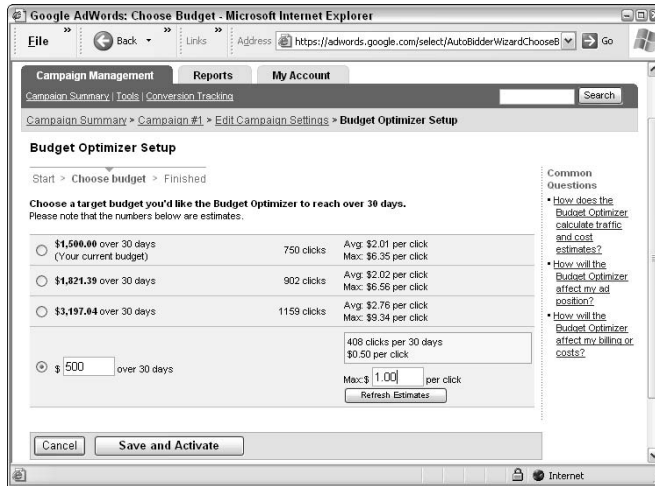 Google AdWords: Choose Budget - Microsoft Internet Explorer
File » Back » Links » Address https://adwords.google.com/select/AutoBidderWizardChooseB Go
Campaign Management Reports My Account
Campaign Summary | Tools | Conversion Tracking Search
Campaign Summary > Campaign #1 > Edit Campaign Settings > Budget Optimizer Setup
Budget Optimizer Setup
Start > Choose budget > Finished
Choose a target budget you'd like the Budget Optimizer to reach over 30 days.
Please note that the numbers below are estimates.
$1,500.00 over 30 days
(Your current budget)
750 clicks
Avg: $2.01 per click
Max: $6.35 per click
$1,821.39 over 30 days
902 clicks
Avg: $2.02 per click
Max: $6.56 per click
$3,197.04 over 30 days
1159 clicks
Avg: $2.76 per click
Max: $9.34 per click
$ 500 over 30 days
408 clicks per 30 days
$0.50 per click
Max:$ 1.00 per click
Refresh Estimates
Common
Questions
• How does the
Budget Optimizer
calculate traffic
and cost
estimates?
• How will the
Budget Optimizer
affect my ad
position?
• How will the
Budget Optimizer
affect my billing or
costs?
Cancel Save and Activate
Internet